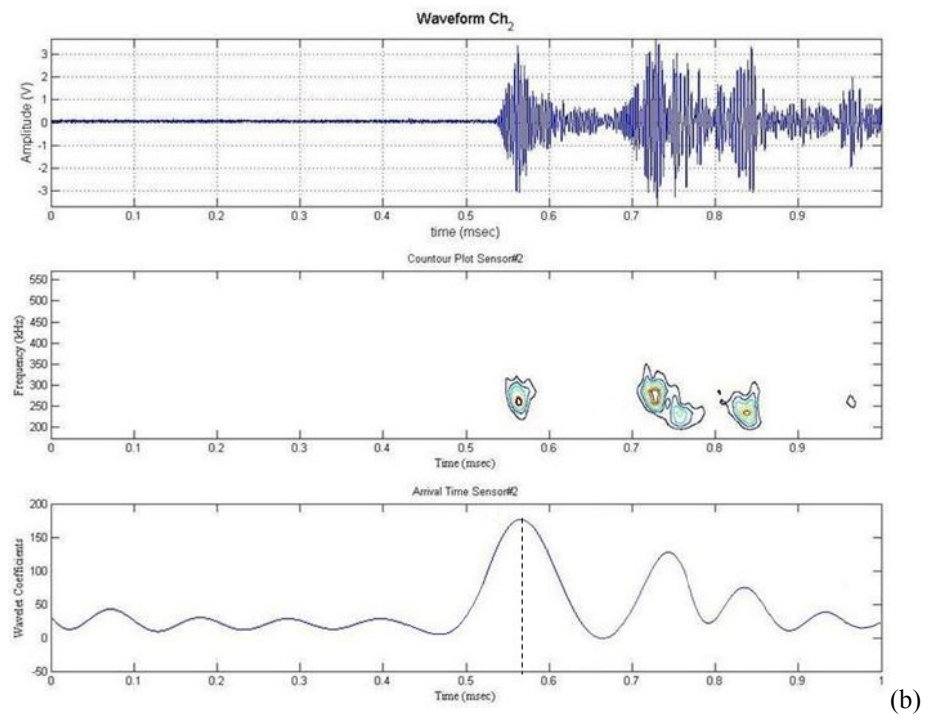 Waveform Ch2
Amplitude (V)
3
2
1
0
-1
-2
-3
0 0.1 0.2 0.3 0.4 0.5 0.6 0.7 0.8 0.9
time (msec)
Countour Plot Sensor#2
Frequency (kHz)
550
500
450
400
350
300
250
200
0 0.1 0.2 0.3 0.4 0.5 0.6 0.7 0.8 0.9 1
Time (msec)
Arrival Time Sensor#2
Wavelet Coefficients
200
150
100
50
0
-50
0 0.1 0.2 0.3 0.4 0.5 0.6 0.7 0.8 0.9 1
Time (msec)
(b)